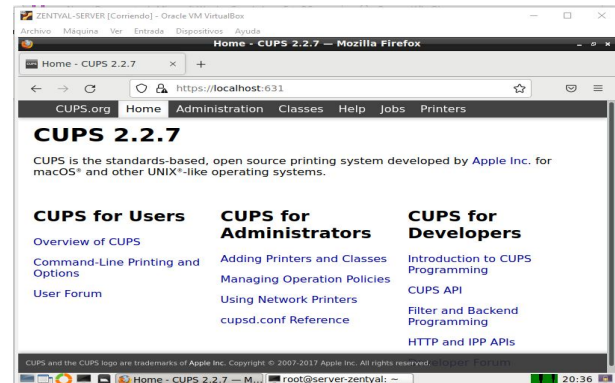 ZENTYAL-SERVER [Corriendo] - Oracle VM VirtualBox
Archivo Máquina Ver Entrada Dispositivos Ayuda
Home - CUPS 2.2.7 — Mozilla Firefox
Home - CUPS 2.2.7
https://localhost:631
CUPS.org Home Administration Classes Help Jobs Printers
CUPS 2.2.7
CUPS is the standards-based, open source printing system developed by Apple Inc. for
macOS® and other UNIX®-like operating systems.
CUPS for Users
Overview of CUPS
Command-Line Printing and
Options
User Forum
CUPS for
Administrators
Adding Printers and Classes
Managing Operation Policies
Using Network Printers
cupsd.conf Reference
CUPS for
Developers
Introduction to CUPS
Programming
CUPS API
Filter and Backend
Programming
HTTP and IPP APIs
Developer Forum
CUPS and the CUPS logo are trademarks of Apple Inc. Copyright © 2007-2017 Apple Inc. All rights reserved.
Home - CUPS 2.2.7 — M... root@server-zentyal: ~ 20:36